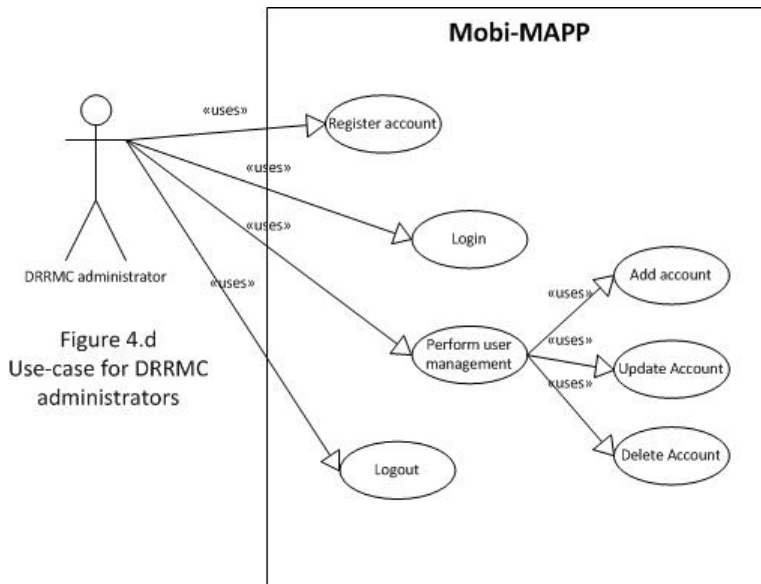 Mobi-MAPP
«uses»
Register account
«uses»
Login
«uses»
«uses»
DRRMC administrator
Figure 4.d
Use-case for DRRMC
administrators
Perform user
management
«uses»
Add account
«uses»
Update Account
«uses»
Delete Account
Logout